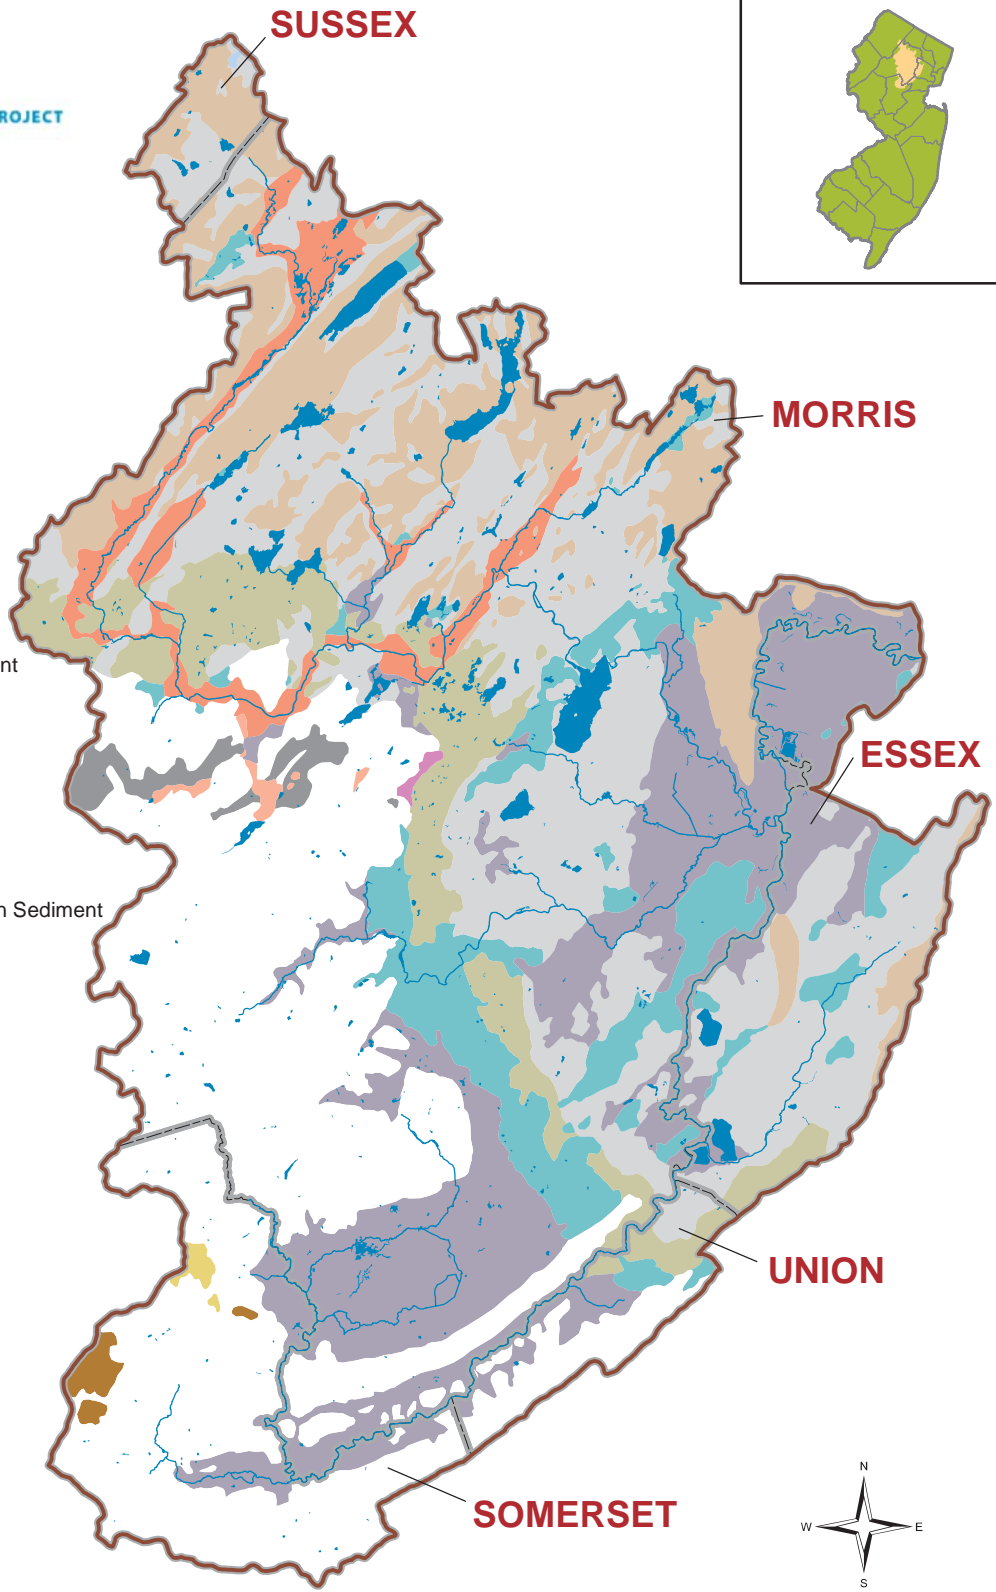 SUSSEX
ROJECT
MORRIS
nt
ESSEX
n Sediment
UNION
SOMERSET
N
W E
S